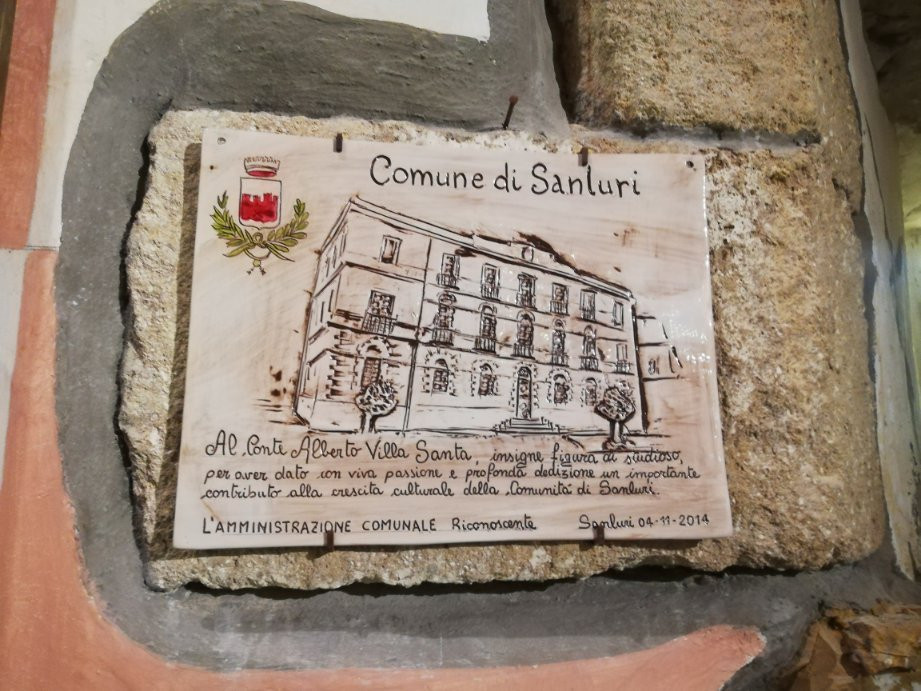 Comune di Sanluri
Al Conte Alberto Villa Santa, insigne figura di studioso,
per aver dato con viva passione e profonda dedizione un importante
contributo alla crescita culturale della Comunità di Sanluri.
L'AMMINISTRAZIONE COMUNALE Riconoscente Sanluri 04-11-2014